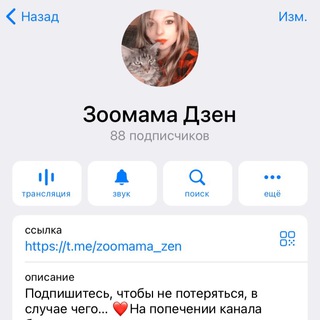 Назад
Изм.
Зоомама Дзен
88 подписчиков
трансляция
звук
поиск
ещё
ссылка
https://t.me/zoomama_zen
описание
Подпишитесь, чтобы не потеряться, в
случае чего... ❤️На попечении канала